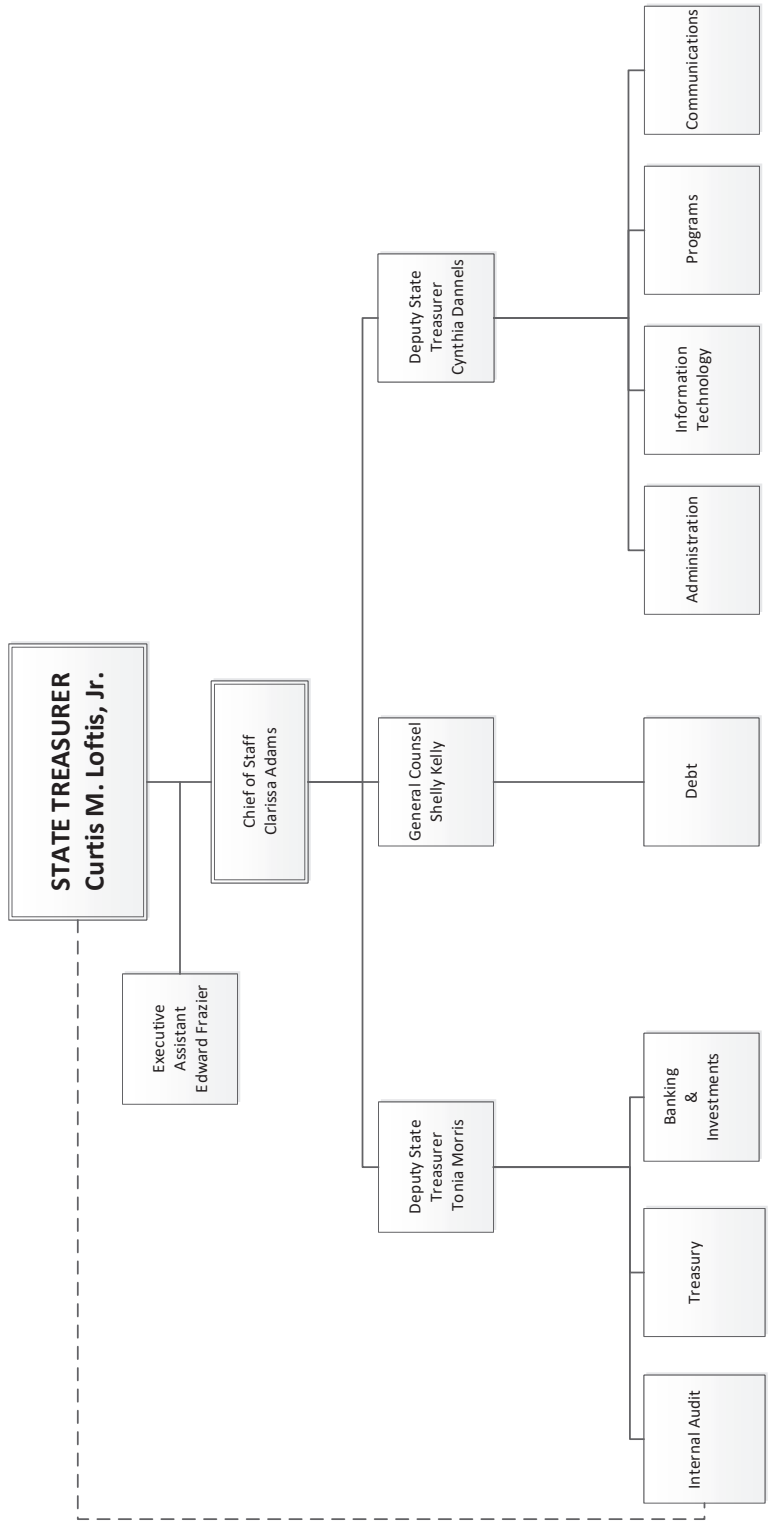 STATE TREASURER
Curtis M. Loftis, Jr.
Executive
Assistant
Edward Frazier
Chief of Staff
Clarissa Adams
Deputy State
Treasurer
Tonia Morris
General Counsel
Shelly Kelly
Deputy State
Treasurer
Cynthia Dannels
Internal Audit
Treasury
Banking
&
Investments
Debt
Administration
Information
Technology
Programs
Communications